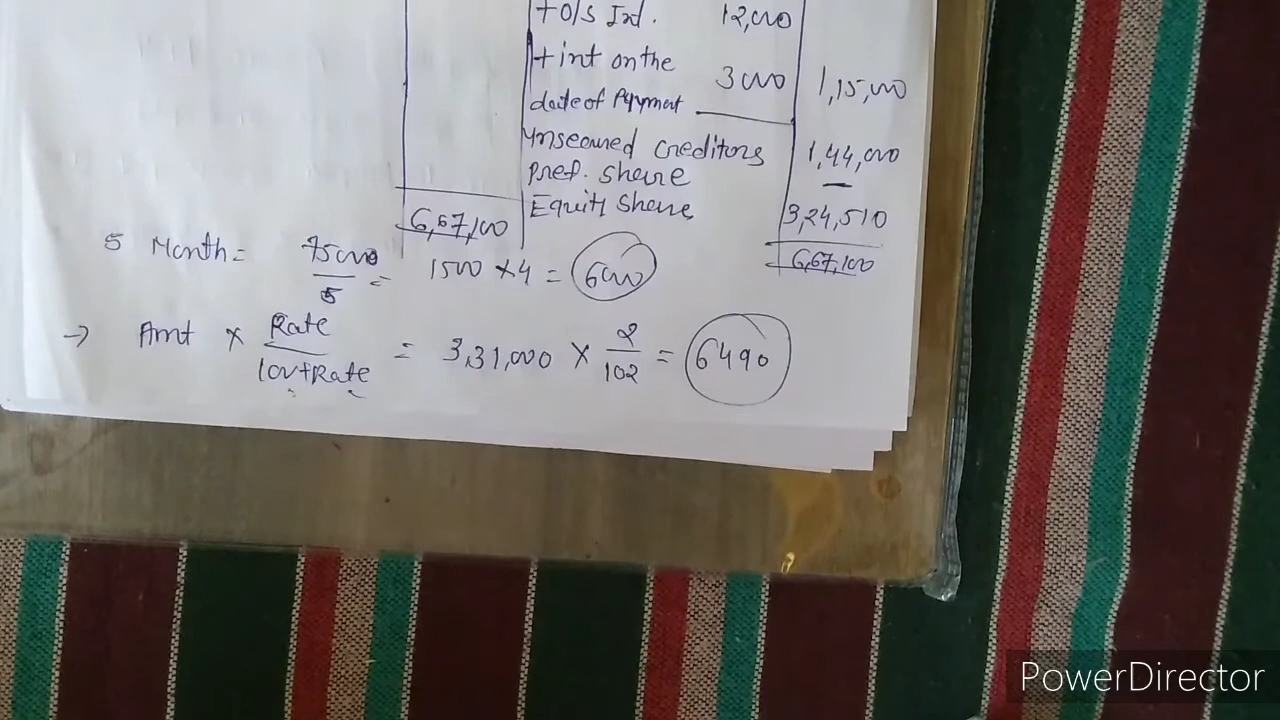 + o/s Int. 12,000
+ int on the
date of Payment 3000 1,15,000
Unsecured Creditors 1,44,000
Pref. Share —
Equity Share 3,24,510
6,67,100 6,67,100
5 Month = 75000/5 = 1500 × 4 = 6000
→ Amt × Rate/100+Rate = 3,31,000 × 2/102 = 6490
PowerDirector